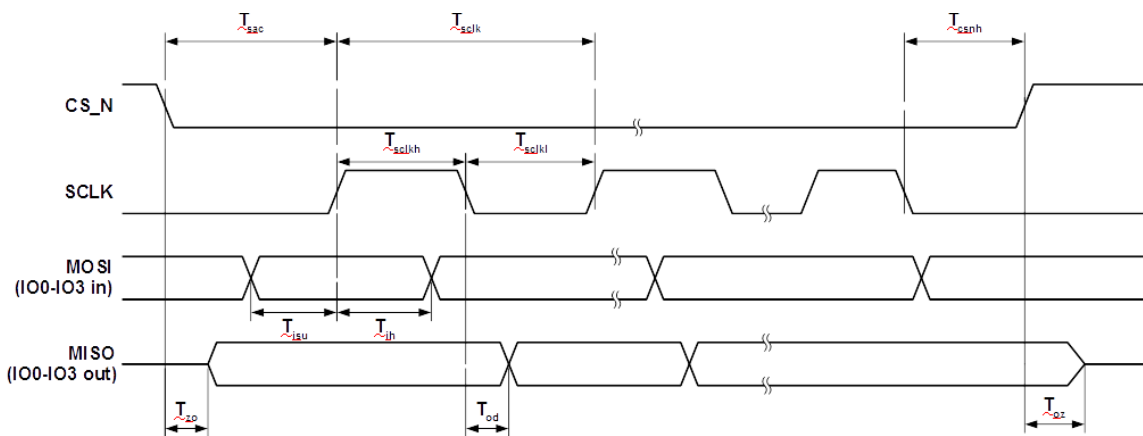 Tsac Tsclk Tcsnh
CS_N
Tsclkh Tsclkl
SCLK
MOSI
(IO0-IO3 in)
Tisu Tih
MISO
(IO0-IO3 out)
Tzo Tod Toz